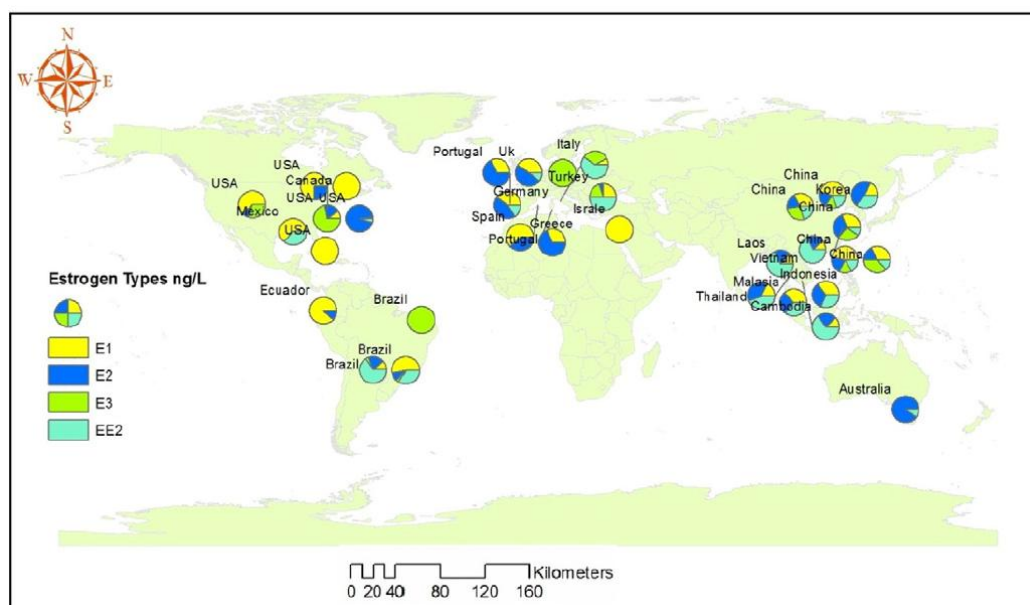 N
W E
S
Portugal Uk Italy
USA
Canada
USA
Mexico
USA USA
USA
Turkey
Germany
Israle
Spain
Greece
Portugal
China
China Korea
China
Laos China
Vietnam China
Indonesia
Malasia
Thailand Cambodia
Estrogen Types ng/L
E1
E2
E3
EE2
Ecuador
Brazil
Brazil
Brazil
Australia
Kilometers
0 10 20 40 80 120 160